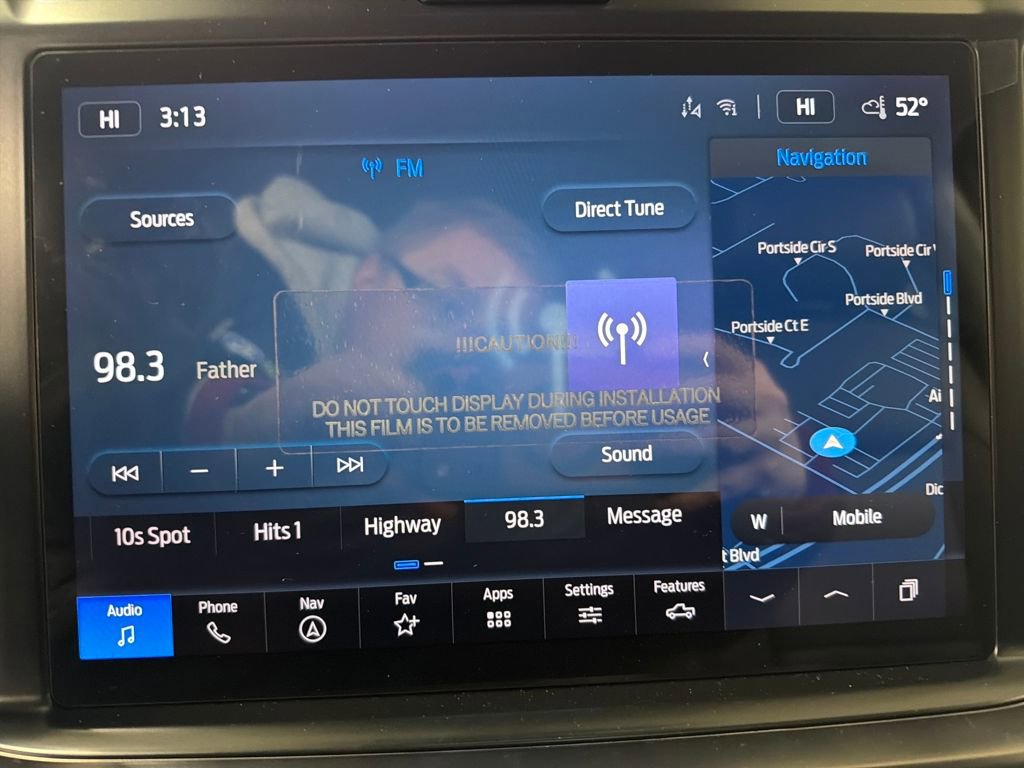 HI 3:13 HI 52°
FM
Navigation
Sources
Direct Tune
Portside Cir S
Portside Cir
Portside Blvd
Portside Ct E
98.3 Father
!!!CAUTION!!!
DO NOT TOUCH DISPLAY DURING INSTALLATION
THIS FILM IS TO BE REMOVED BEFORE USAGE
Ai
Sound
Dic
10s Spot
Hits 1
Highway
98.3
Message
W
Mobile
t Blvd
Audio
Phone
Nav
Fav
Apps
Settings
Features